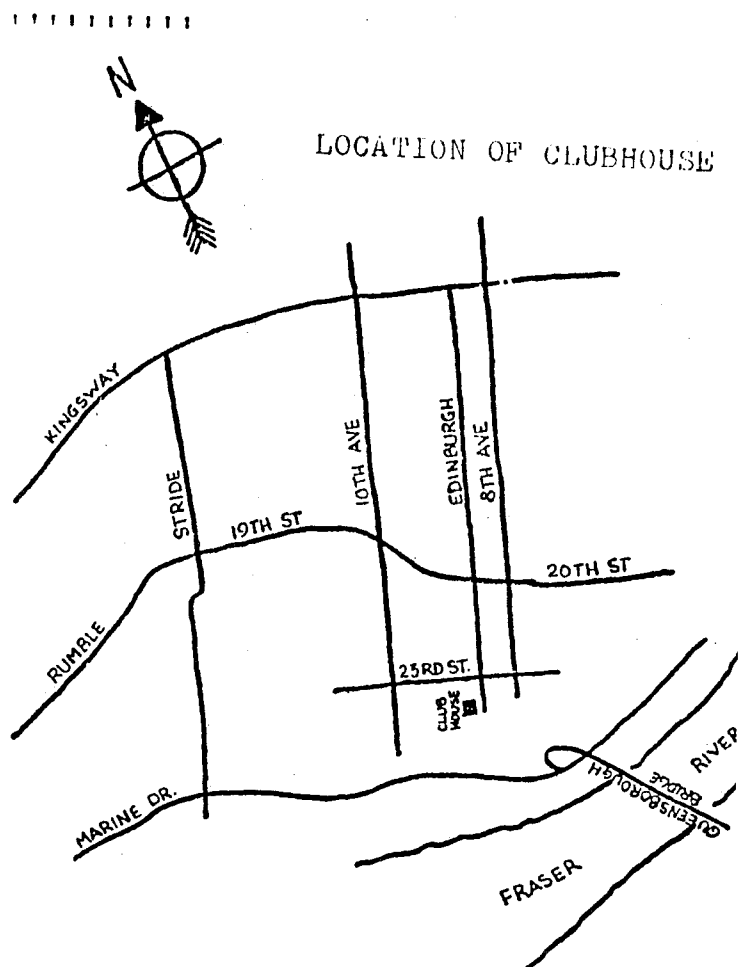 N
LOCATION OF CLUBHOUSE
KINGSWAY
STRIDE
10TH AVE
EDINBURGH
8TH AVE
19TH ST
20TH ST
RUMBLE
23RD ST.
CLUB
HOUSE
MARINE DR.
QUEENSBOROUGH
BRIDGE
RIVER
FRASER